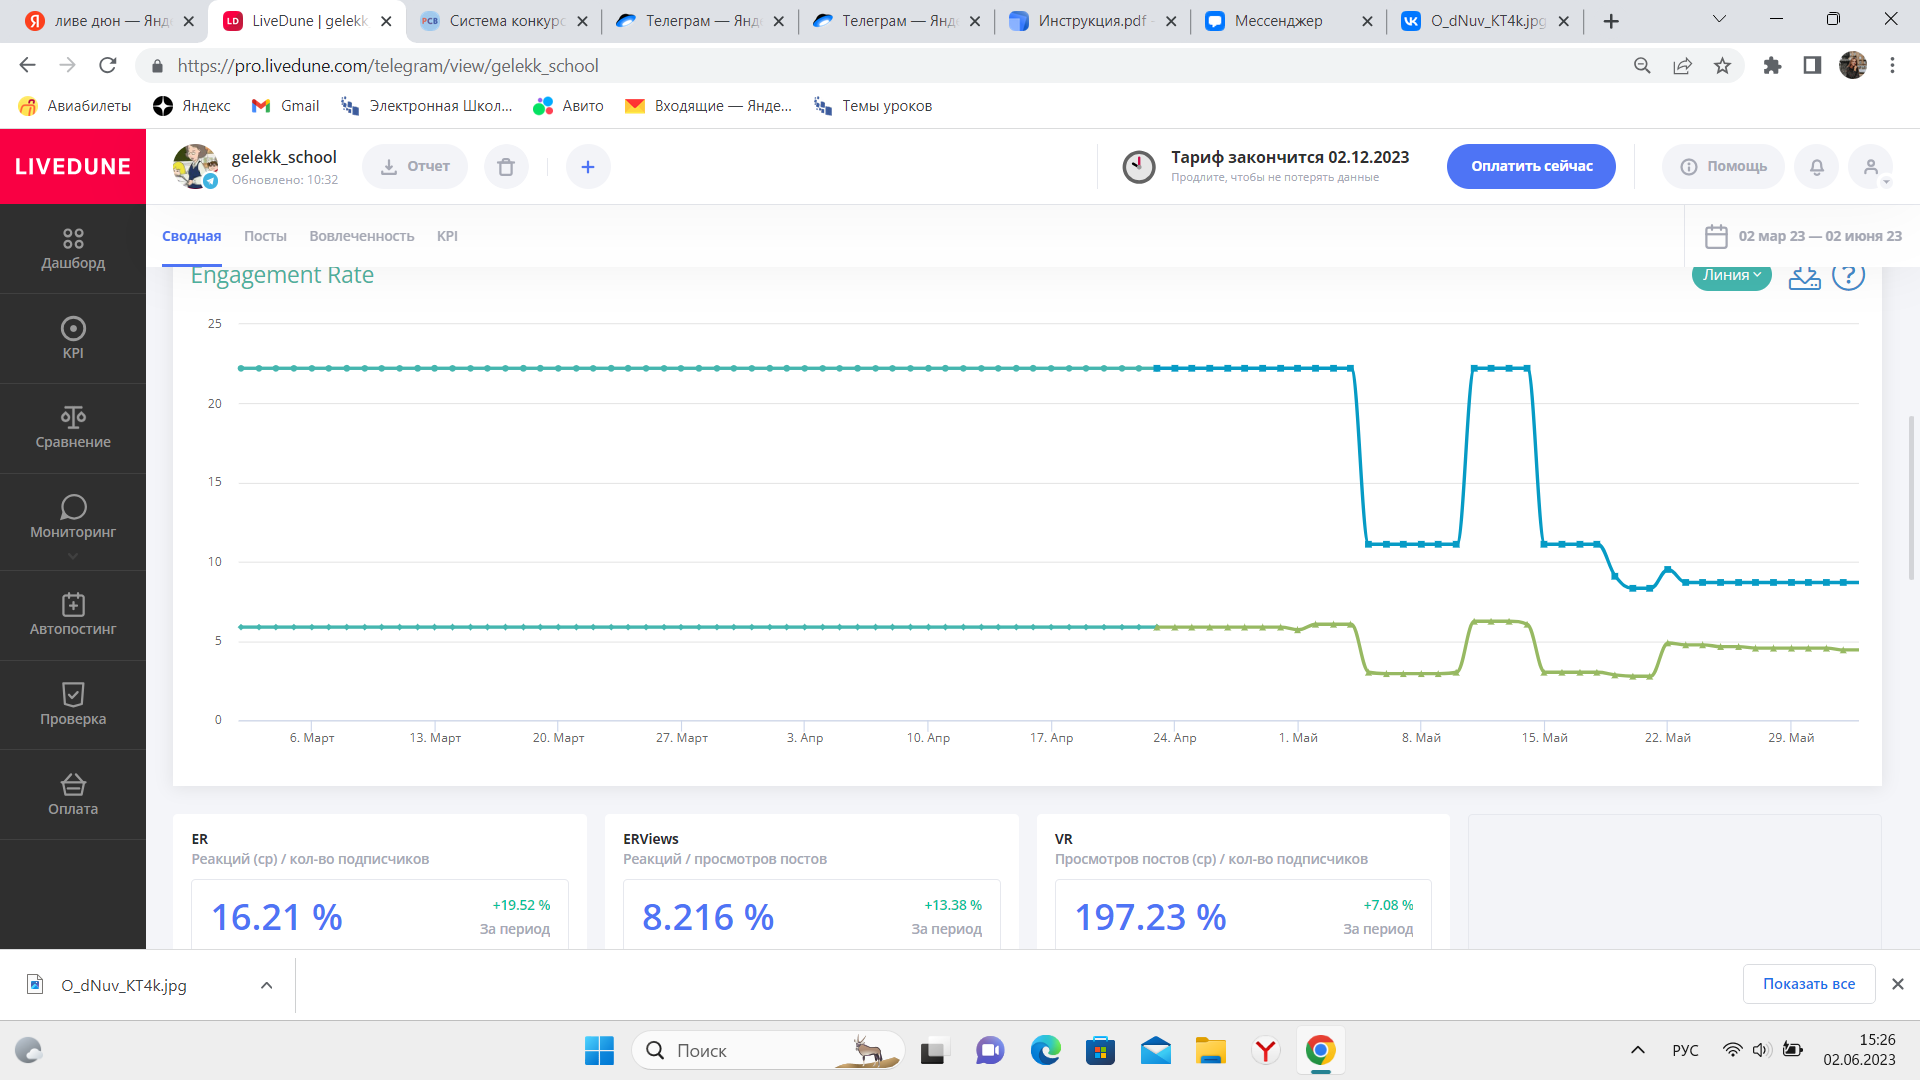 ливе дюн — Янд
LiveDune | gelekk
РСВ
Система конкурс
Телеграм — Янд
Телеграм — Янд
Инструкция.pdf -
Мессенджер
O_dNuv_KT4k.jpg
https://pro.livedune.com/telegram/view/gelekk_school
Авиабилеты
Яндекс
Gmail
Электронная Школ...
Авито
Входящие — Янде...
Темы уроков
LIVEDUNE
gelekk_school
Обновлено: 10:32
Отчет
Тариф закончится 02.12.2023
Продлите, чтобы не потерять данные
Оплатить сейчас
Помощь
Сводная
Посты
Вовлеченность
KPI
02 мар 23 — 02 июня 23
Дашборд
KPI
Сравнение
Мониторинг
Автопостинг
Проверка
Оплата
Engagement Rate
Линия
25
20
15
10
5
0
6. Март
13. Март
20. Март
27. Март
3. Апр
10. Апр
17. Апр
24. Апр
1. Май
8. Май
15. Май
22. Май
29. Май
ER
Реакций (ср) / кол-во подписчиков
16.21 %
+19.52 %
За период
ERViews
Реакций / просмотров постов
8.216 %
+13.38 %
За период
VR
Просмотров постов (ср) / кол-во подписчиков
197.23 %
+7.08 %
За период
O_dNuv_KT4k.jpg
Показать все
Поиск
РУС
15:26
02.06.2023